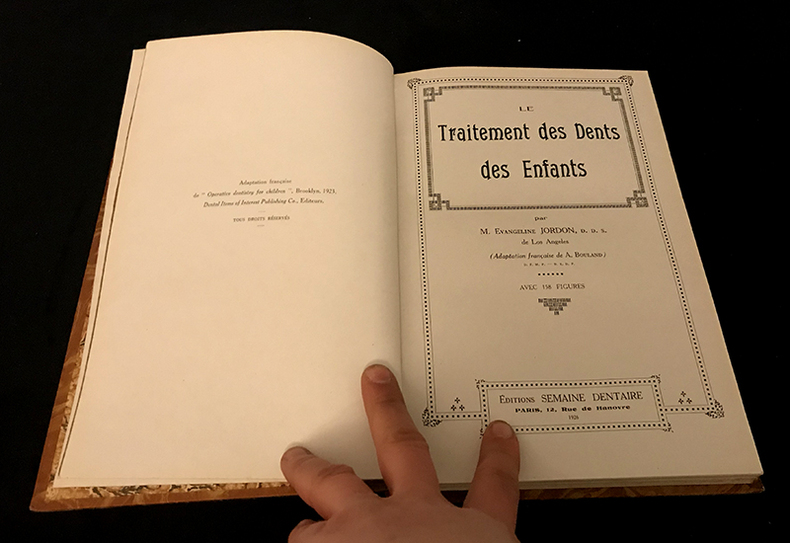 Adaptation française
de " Operative dentistry for children ", Brooklyn, 1923.
Dental Items of Interest Publishing Co., Editeurs.
TOUS DROITS RÉSERVÉS
LE
Traitement des Dents
des Enfants
par
M. EVANGELINE JORDON, D. D. S.
de Los Angeles
(Adaptation française de A. BOULAND)
AVEC 158 FIGURES
ÉDITIONS SEMAINE DENTAIRE
PARIS, 12, Rue de Hanovre
1926